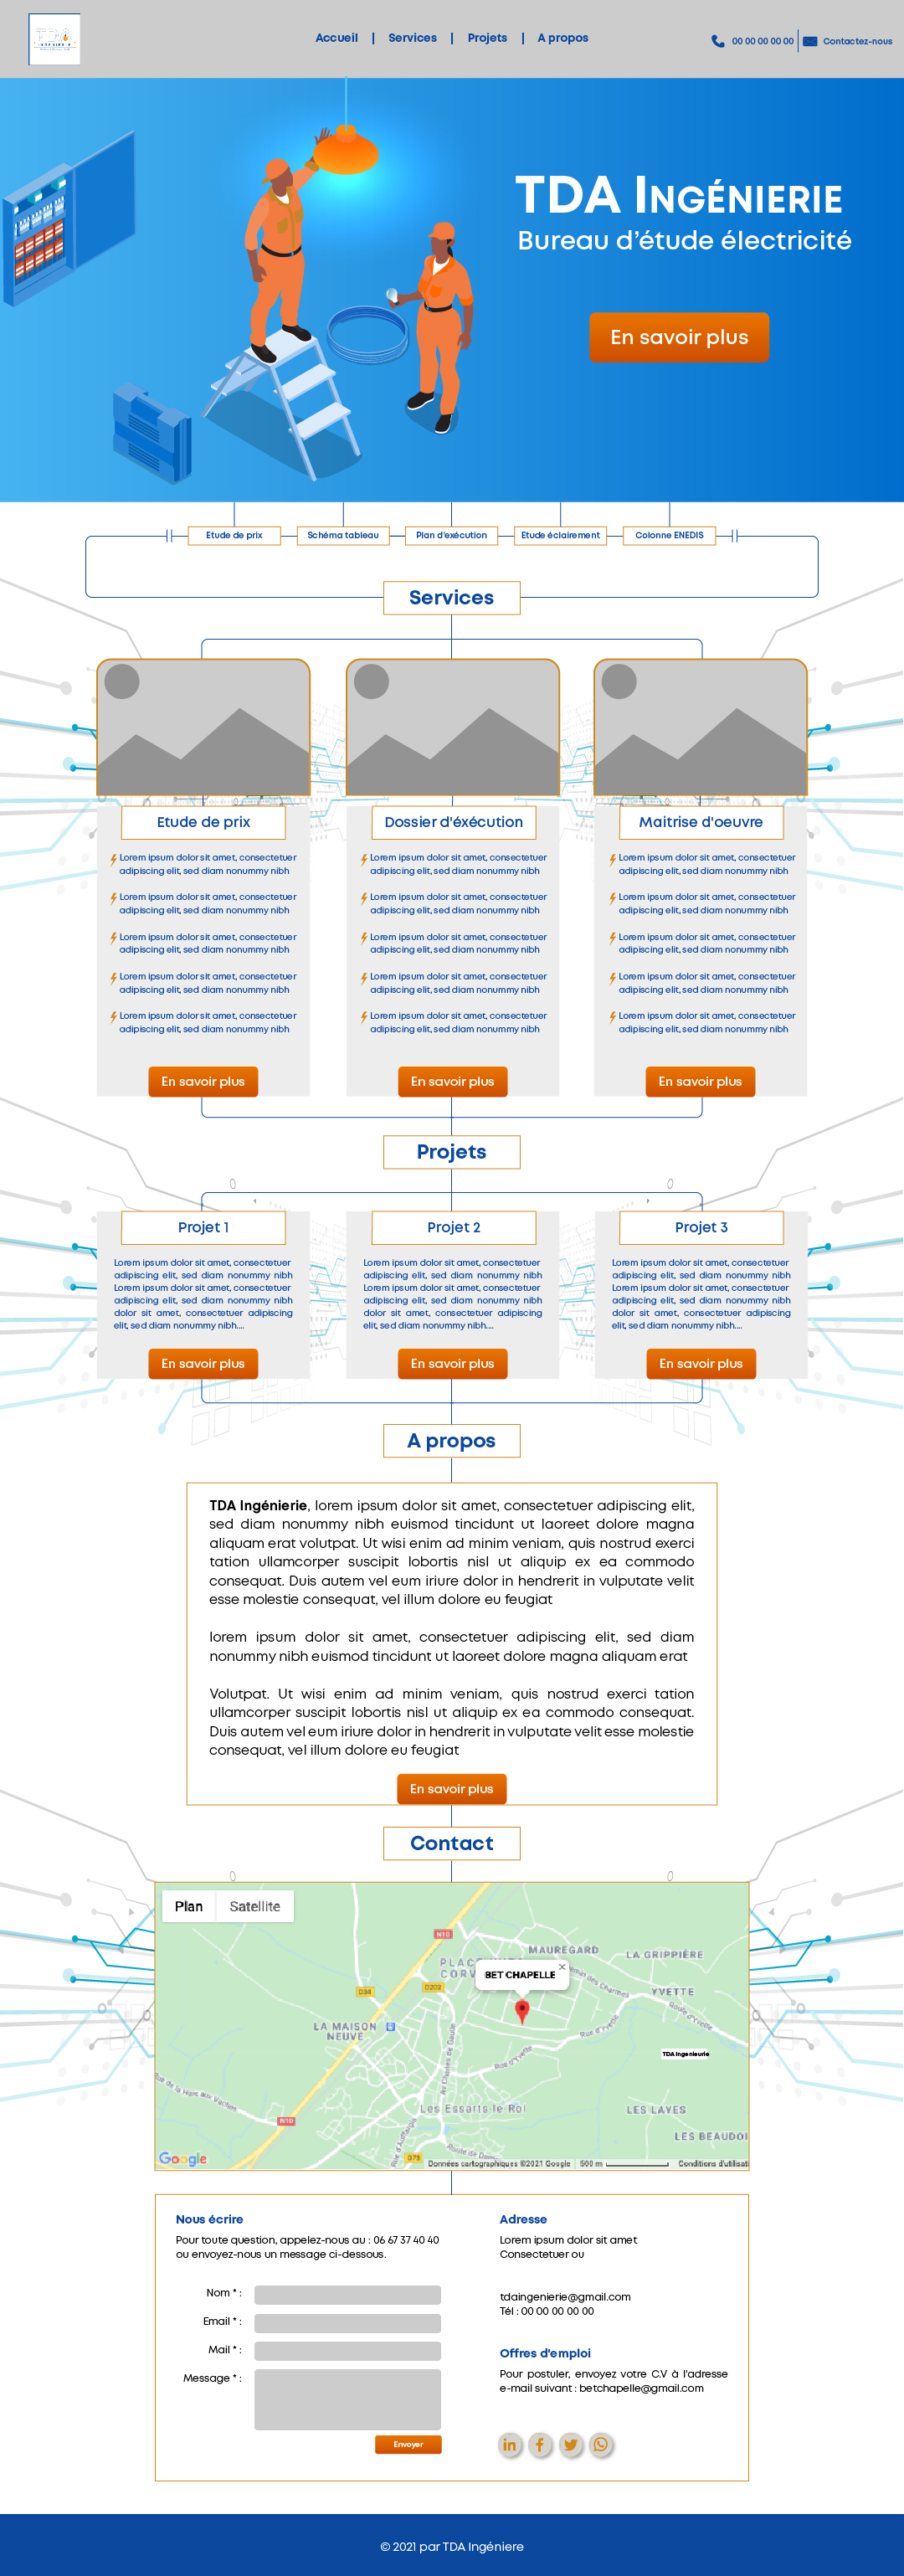 TDA
INGENIERIE
Accueil | Services | Projets | A propos
00 00 00 00 00
Contactez-nous
TDA INGÉNIERIE
Bureau d'étude électricité
En savoir plus
Etude de prix
Schéma tableau
Plan d'exécution
Etude éclairement
Colonne ENEDIS
Services
Etude de prix
Lorem ipsum dolor sit amet, consectetuer
adipiscing elit, sed diam nonummy nibh
Lorem ipsum dolor sit amet, consectetuer
adipiscing elit, sed diam nonummy nibh
Lorem ipsum dolor sit amet, consectetuer
adipiscing elit, sed diam nonummy nibh
Lorem ipsum dolor sit amet, consectetuer
adipiscing elit, sed diam nonummy nibh
Lorem ipsum dolor sit amet, consectetuer
adipiscing elit, sed diam nonummy nibh
En savoir plus
Dossier d'éxécution
Lorem ipsum dolor sit amet, consectetuer
adipiscing elit, sed diam nonummy nibh
Lorem ipsum dolor sit amet, consectetuer
adipiscing elit, sed diam nonummy nibh
Lorem ipsum dolor sit amet, consectetuer
adipiscing elit, sed diam nonummy nibh
Lorem ipsum dolor sit amet, consectetuer
adipiscing elit, sed diam nonummy nibh
Lorem ipsum dolor sit amet, consectetuer
adipiscing elit, sed diam nonummy nibh
En savoir plus
Maitrise d'oeuvre
Lorem ipsum dolor sit amet, consectetuer
adipiscing elit, sed diam nonummy nibh
Lorem ipsum dolor sit amet, consectetuer
adipiscing elit, sed diam nonummy nibh
Lorem ipsum dolor sit amet, consectetuer
adipiscing elit, sed diam nonummy nibh
Lorem ipsum dolor sit amet, consectetuer
adipiscing elit, sed diam nonummy nibh
Lorem ipsum dolor sit amet, consectetuer
adipiscing elit, sed diam nonummy nibh
En savoir plus
Projets
Projet 1
Lorem ipsum dolor sit amet, consectetuer
adipiscing elit, sed diam nonummy nibh
Lorem ipsum dolor sit amet, consectetuer
adipiscing elit, sed diam nonummy nibh
dolor sit amet, consectetuer adipiscing
elit, sed diam nonummy nibh....
En savoir plus
Projet 2
Lorem ipsum dolor sit amet, consectetuer
adipiscing elit, sed diam nonummy nibh
Lorem ipsum dolor sit amet, consectetuer
adipiscing elit, sed diam nonummy nibh
dolor sit amet, consectetuer adipiscing
elit, sed diam nonummy nibh....
En savoir plus
Projet 3
Lorem ipsum dolor sit amet, consectetuer
adipiscing elit, sed diam nonummy nibh
Lorem ipsum dolor sit amet, consectetuer
adipiscing elit, sed diam nonummy nibh
dolor sit amet, consectetuer adipiscing
elit, sed diam nonummy nibh....
En savoir plus
A propos
TDA Ingénierie, lorem ipsum dolor sit amet, consectetuer adipiscing elit,
sed diam nonummy nibh euismod tincidunt ut laoreet dolore magna
aliquam erat volutpat. Ut wisi enim ad minim veniam, quis nostrud exerci
tation ullamcorper suscipit lobortis nisl ut aliquip ex ea commodo
consequat. Duis autem vel eum iriure dolor in hendrerit in vulputate velit
esse molestie consequat, vel illum dolore eu feugiat
lorem ipsum dolor sit amet, consectetuer adipiscing elit, sed diam
nonummy nibh euismod tincidunt ut laoreet dolore magna aliquam erat
Volutpat. Ut wisi enim ad minim veniam, quis nostrud exerci tation
ullamcorper suscipit lobortis nisl ut aliquip ex ea commodo consequat.
Duis autem vel eum iriure dolor in hendrerit in vulputate velit esse molestie
consequat, vel illum dolore eu feugiat
En savoir plus
Contact
Plan
Satellite
N10
MAUREGARD
LA GRIPPIÈRE
BET CHAPELLE
D202
D34
YVETTE
LA MAISON
NEUVE
Route d'Yvette
Rue d'Yvette
Rue d'Yvette
TDA Ingenieurie
Av Charles de Gaulle
Rue de la Haie aux Vaches
Les Essarts-le-Roi
LES LAYES
N10
LES BEAUDOI
D73
Google
Données cartographiques ©2021 Google
500 m
Conditions d'utilisati
Nous écrire
Pour toute question, appelez-nous au : 06 67 37 40 40
ou envoyez-nous un message ci-dessous.
Nom * :
Email * :
Mail * :
Message * :
Envoyer
Adresse
Lorem ipsum dolor sit amet
Consectetuer ou
tdaingenierie@gmail.com
Tél : 00 00 00 00 00
Offres d'emploi
Pour postuler, envoyez votre C.V à l'adresse
e-mail suivant : betchapelle@gmail.com
© 2021 par TDA Ingéniere